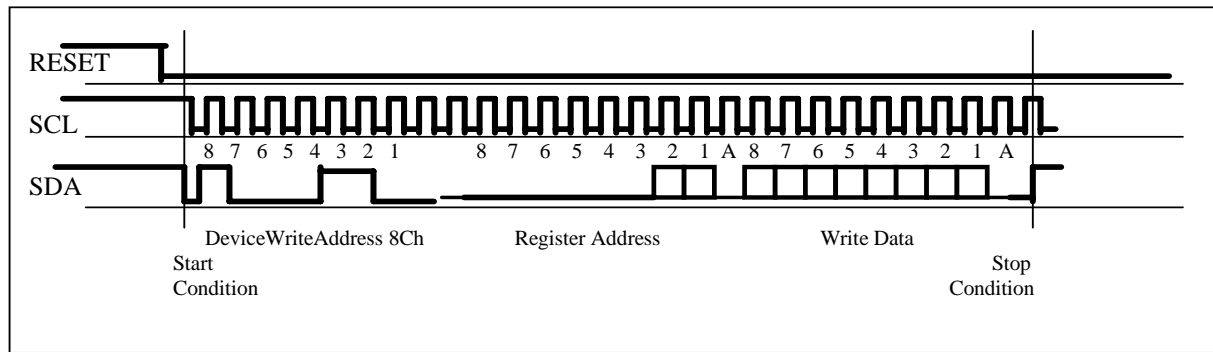 RESET
SCL
8 7 6 5 4 3 2 1 8 7 6 5 4 3 2 1 A 8 7 6 5 4 3 2 1 A
SDA
DeviceWriteAddress 8Ch Register Address Write Data
Start Stop
Condition Condition